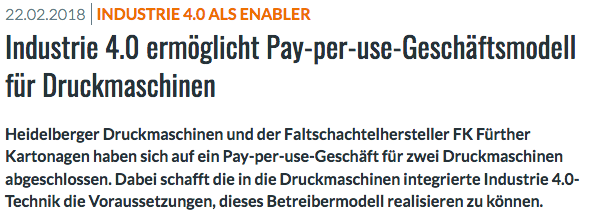 22.02.2018 | INDUSTRIE 4.0 ALS ENABLER
Industrie 4.0 ermöglicht Pay-per-use-Geschäftsmodell
für Druckmaschinen
Heidelberger Druckmaschinen und der Faltschachtelhersteller FK Fürther
Kartonagen haben sich auf ein Pay-per-use-Geschäft für zwei Druckmaschinen
abgeschlossen. Dabei schafft die in die Druckmaschinen integrierte Industrie 4.0-
Technik die Voraussetzungen, dieses Betreibermodell realisieren zu können.